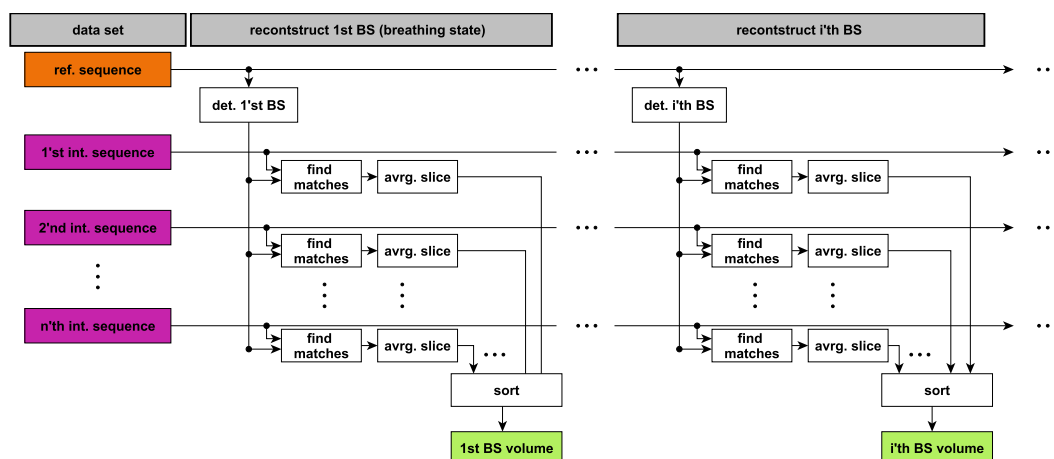 data set
recontstruct 1st BS (breathing state)
recontstruct i'th BS
ref. sequence
det. 1'st BS
det. i'th BS
1'st int. sequence
find
matches
avrg. slice
find
matches
avrg. slice
2'nd int. sequence
find
matches
avrg. slice
find
matches
avrg. slice
n'th int. sequence
find
matches
avrg. slice
find
matches
avrg. slice
sort
sort
1st BS volume
i'th BS volume